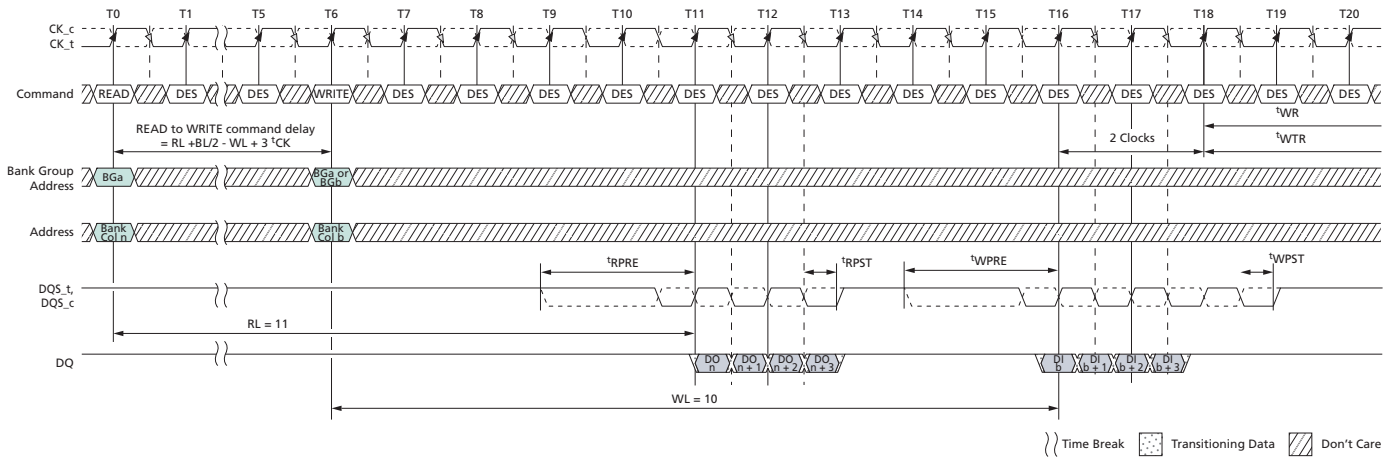 T0 T1 T5 T6 T7 T8 T9 T10 T11 T12 T13 T14 T15 T16 T17 T18 T19 T20
CK_c
CK_t
Command READ DES DES WRITE DES DES DES DES DES DES DES DES DES DES DES DES DES DES
tWR
READ to WRITE command delay
= RL +BL/2 - WL + 3 tCK
2 Clocks
tWTR
Bank Group
Address
BGa
BGa or
BGb
Address
Bank
Col n
Bank
Col b
tRPRE tRPST tWPRE tWPST
DQS_t,
DQS_c
RL = 11
DQ
DO
n
DO
n + 1
DO
n + 2
DO
n + 3
DI
b
DI
b + 1
DI
b + 2
DI
b + 3
WL = 10
Time Break Transitioning Data Don't Care